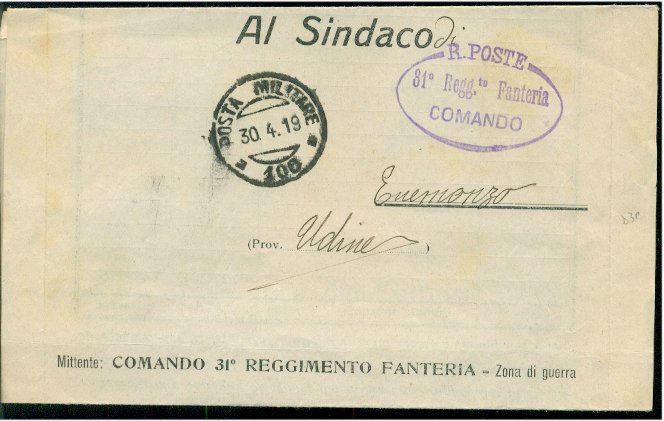 Al Sindaco di
R. POSTE
31° Regg.to Fanteria
COMANDO
POSTA MILITARE
30.4.19
106
Enemonzo
(Prov. Udine)
Mittente: COMANDO 31° REGGIMENTO FANTERIA – Zona di guerra